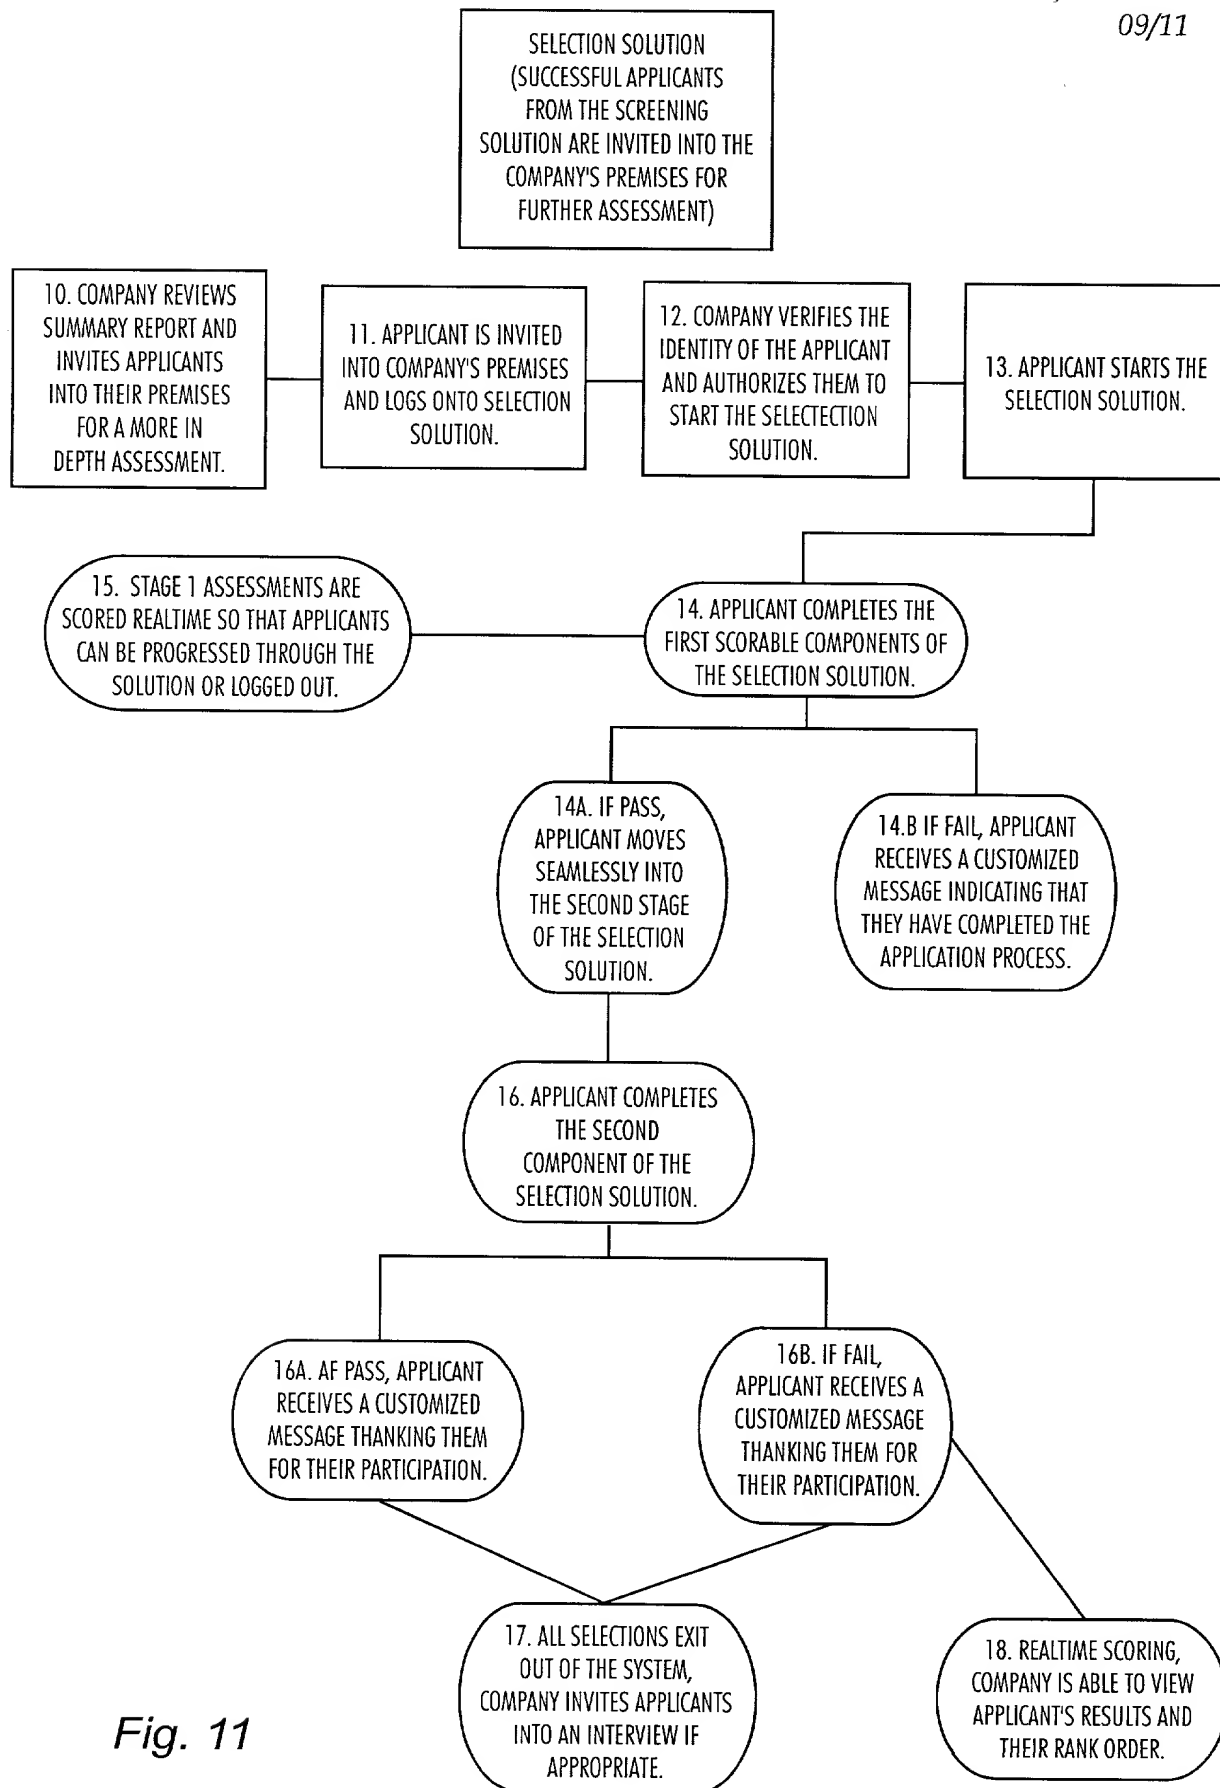 09/11
SELECTION SOLUTION
(SUCCESSFUL APPLICANTS
FROM THE SCREENING
SOLUTION ARE INVITED INTO THE
COMPANY'S PREMISES FOR
FURTHER ASSESSMENT)
10. COMPANY REVIEWS
SUMMARY REPORT AND
INVITES APPLICANTS
INTO THEIR PREMISES
FOR A MORE IN
DEPTH ASSESSMENT.
11. APPLICANT IS INVITED
INTO COMPANY'S PREMISES
AND LOGS ONTO SELECTION
SOLUTION.
12. COMPANY VERIFIES THE
IDENTITY OF THE APPLICANT
AND AUTHORIZES THEM TO
START THE SELECTECTION
SOLUTION.
13. APPLICANT STARTS THE
SELECTION SOLUTION.
15. STAGE 1 ASSESSMENTS ARE
SCORED REALTIME SO THAT APPLICANTS
CAN BE PROGRESSED THROUGH THE
SOLUTION OR LOGGED OUT.
14. APPLICANT COMPLETES THE
FIRST SCORABLE COMPONENTS OF
THE SELECTION SOLUTION.
14A. IF PASS,
APPLICANT MOVES
SEAMLESSLY INTO
THE SECOND STAGE
OF THE SELECTION
SOLUTION.
14.B IF FAIL, APPLICANT
RECEIVES A CUSTOMIZED
MESSAGE INDICATING THAT
THEY HAVE COMPLETED THE
APPLICATION PROCESS.
16. APPLICANT COMPLETES
THE SECOND
COMPONENT OF THE
SELECTION SOLUTION.
16A. AF PASS, APPLICANT
RECEIVES A CUSTOMIZED
MESSAGE THANKING THEM
FOR THEIR PARTICIPATION.
16B. IF FAIL,
APPLICANT RECEIVES A
CUSTOMIZED MESSAGE
THANKING THEM FOR
THEIR PARTICIPATION.
17. ALL SELECTIONS EXIT
OUT OF THE SYSTEM,
COMPANY INVITES APPLICANTS
INTO AN INTERVIEW IF
APPROPRIATE.
18. REALTIME SCORING,
COMPANY IS ABLE TO VIEW
APPLICANT'S RESULTS AND
THEIR RANK ORDER.
Fig. 11